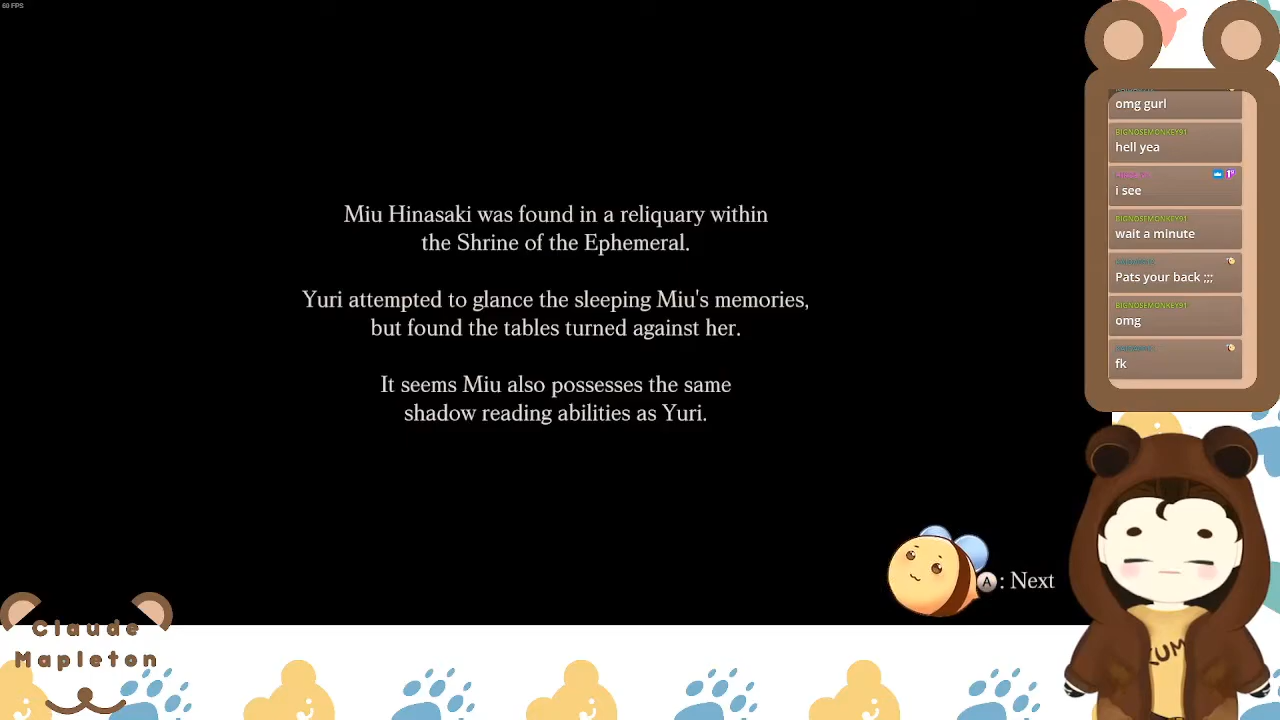 60 FPS
omg gurl
BIGNOSEMONKEY91
hell yea
i see
BIGNOSEMONKEY91
wait a minute
Pats your back ;;;
BIGNOSEMONKEY91
omg
fk
Miu Hinasaki was found in a reliquary within
the Shrine of the Ephemeral.
Yuri attempted to glance the sleeping Miu's memories,
but found the tables turned against her.
It seems Miu also possesses the same
shadow reading abilities as Yuri.
A : Next
Claude
Mapleton
KUM